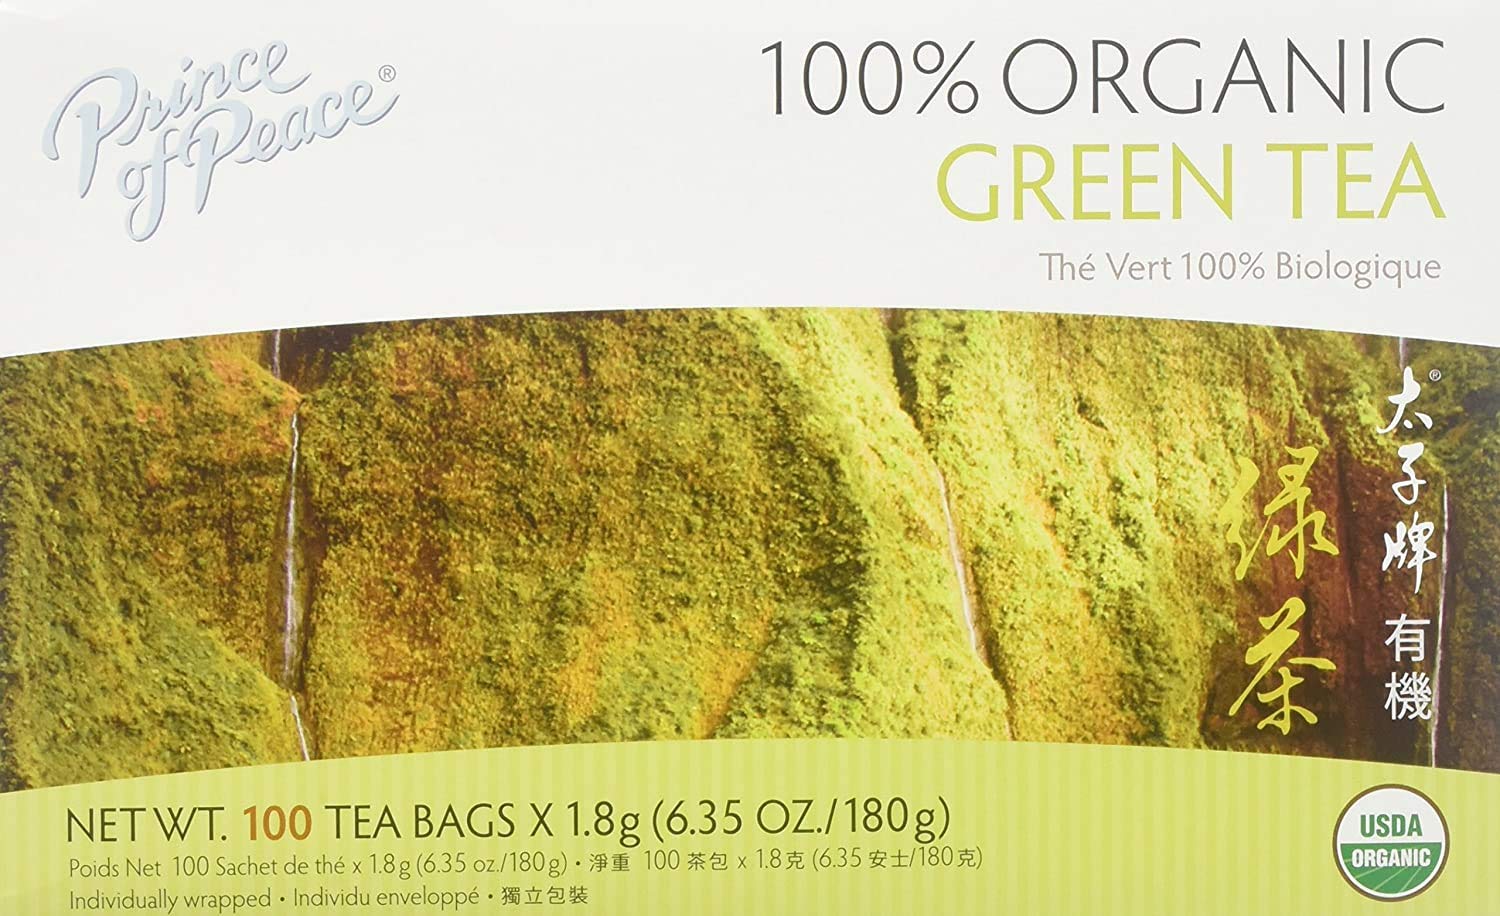 Prince
of Peace®
100% ORGANIC
GREEN TEA
Thé Vert 100% Biologique
太子牌® 有機
綠茶
NET WT. 100 TEA BAGS X 1.8g (6.35 OZ./180g)
Poids Net 100 Sachet de thé x 1.8g (6.35 oz./180g) • 淨重 100 茶包 x 1.8克 (6.35 安士/180克)
Individually wrapped • Individu enveloppé • 獨立包裝
USDA
ORGANIC